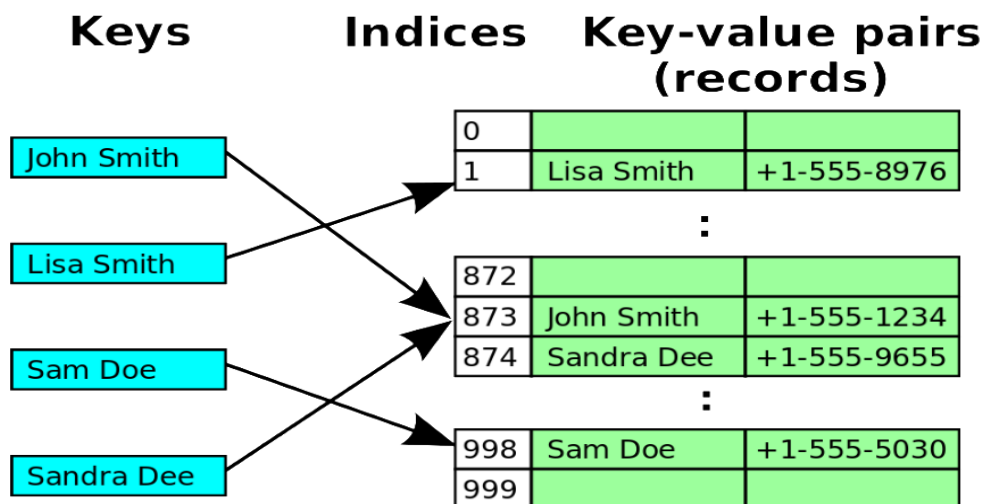 Keys Indices Key-value pairs
(records)
John Smith
Lisa Smith
Sam Doe
Sandra Dee
0
1 Lisa Smith +1-555-8976
:
872
873 John Smith +1-555-1234
874 Sandra Dee +1-555-9655
:
998 Sam Doe +1-555-5030
999